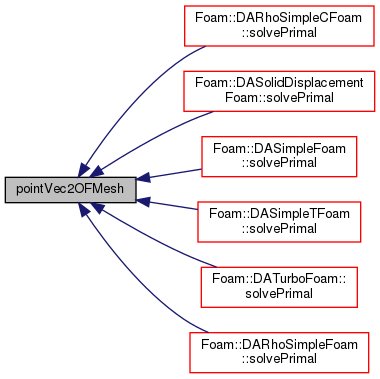 Foam::DARhoSimpleCFoam
::solvePrimal
Foam::DASolidDisplacement
Foam::solvePrimal
Foam::DASimpleFoam
::solvePrimal
pointVec2OFMesh
Foam::DASimpleTFoam
::solvePrimal
Foam::DATurboFoam::
solvePrimal
Foam::DARhoSimpleFoam
::solvePrimal